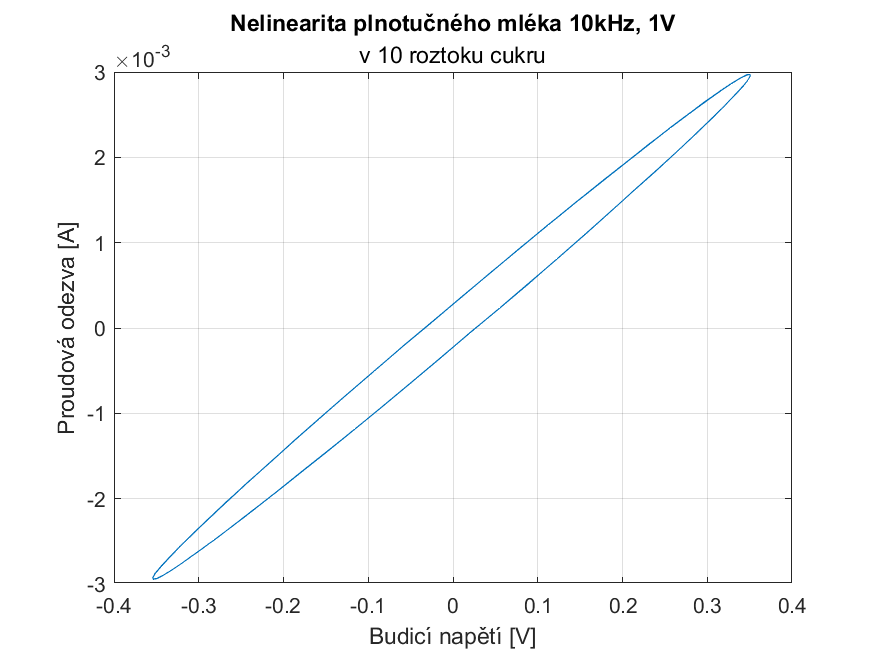 Nelinearita plnotučného mléka 10kHz, 1V
v 10 roztoku cukru
×10-3
3
2
1
0
-1
-2
-3
-0.4 -0.3 -0.2 -0.1 0 0.1 0.2 0.3 0.4
Proudová odezva [A]
Budicí napětí [V]